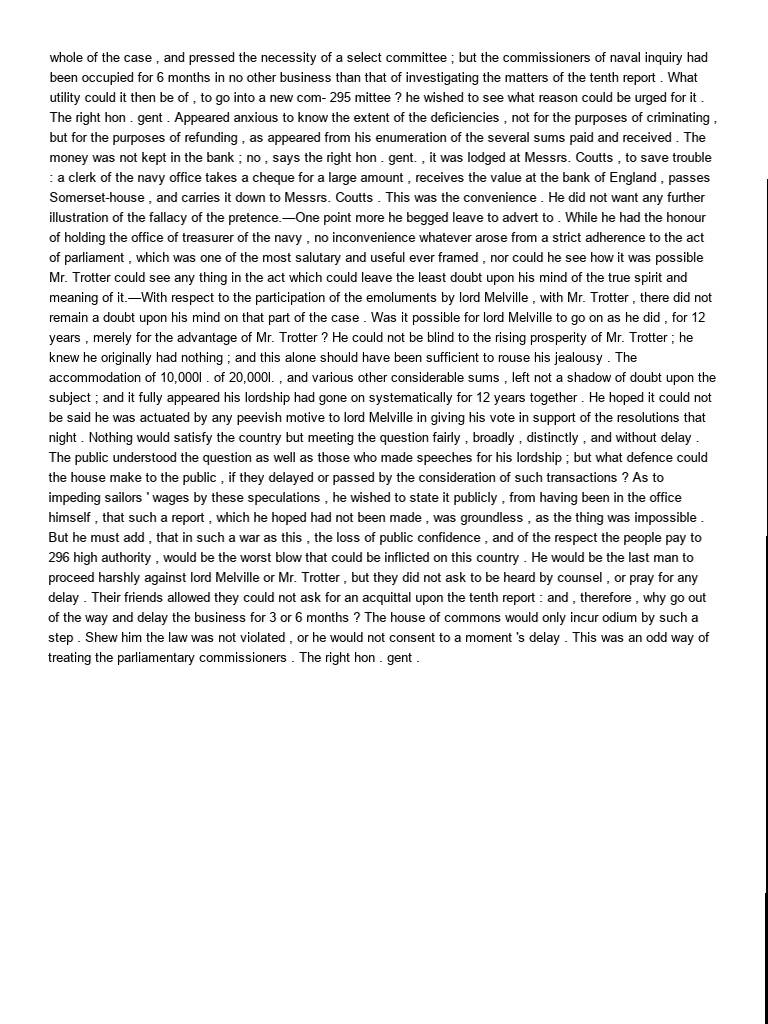 whole of the case , and pressed the necessity of a select committee ; but the commissioners of naval inquiry had
been occupied for 6 months in no other business than that of investigating the matters of the tenth report . What
utility could it then be of , to go into a new com- 295 mittee ? he wished to see what reason could be urged for it .
The right hon . gent . Appeared anxious to know the extent of the deficiencies , not for the purposes of criminating ,
but for the purposes of refunding , as appeared from his enumeration of the several sums paid and received . The
money was not kept in the bank ; no , says the right hon . gent. , it was lodged at Messrs. Coutts , to save trouble
: a clerk of the navy office takes a cheque for a large amount , receives the value at the bank of England , passes
Somerset-house , and carries it down to Messrs. Coutts . This was the convenience . He did not want any further
illustration of the fallacy of the pretence.—One point more he begged leave to advert to . While he had the honour
of holding the office of treasurer of the navy , no inconvenience whatever arose from a strict adherence to the act
of parliament , which was one of the most salutary and useful ever framed , nor could he see how it was possible
Mr. Trotter could see any thing in the act which could leave the least doubt upon his mind of the true spirit and
meaning of it.—With respect to the participation of the emoluments by lord Melville , with Mr. Trotter , there did not
remain a doubt upon his mind on that part of the case . Was it possible for lord Melville to go on as he did , for 12
years , merely for the advantage of Mr. Trotter ? He could not be blind to the rising prosperity of Mr. Trotter ; he
knew he originally had nothing ; and this alone should have been sufficient to rouse his jealousy . The
accommodation of 10,000l . of 20,000l. , and various other considerable sums , left not a shadow of doubt upon the
subject ; and it fully appeared his lordship had gone on systematically for 12 years together . He hoped it could not
be said he was actuated by any peevish motive to lord Melville in giving his vote in support of the resolutions that
night . Nothing would satisfy the country but meeting the question fairly , broadly , distinctly , and without delay .
The public understood the question as well as those who made speeches for his lordship ; but what defence could
the house make to the public , if they delayed or passed by the consideration of such transactions ? As to
impeding sailors ' wages by these speculations , he wished to state it publicly , from having been in the office
himself , that such a report , which he hoped had not been made , was groundless , as the thing was impossible .
But he must add , that in such a war as this , the loss of public confidence , and of the respect the people pay to
296 high authority , would be the worst blow that could be inflicted on this country . He would be the last man to
proceed harshly against lord Melville or Mr. Trotter , but they did not ask to be heard by counsel , or pray for any
delay . Their friends allowed they could not ask for an acquittal upon the tenth report : and , therefore , why go out
of the way and delay the business for 3 or 6 months ? The house of commons would only incur odium by such a
step . Shew him the law was not violated , or he would not consent to a moment 's delay . This was an odd way of
treating the parliamentary commissioners . The right hon . gent .